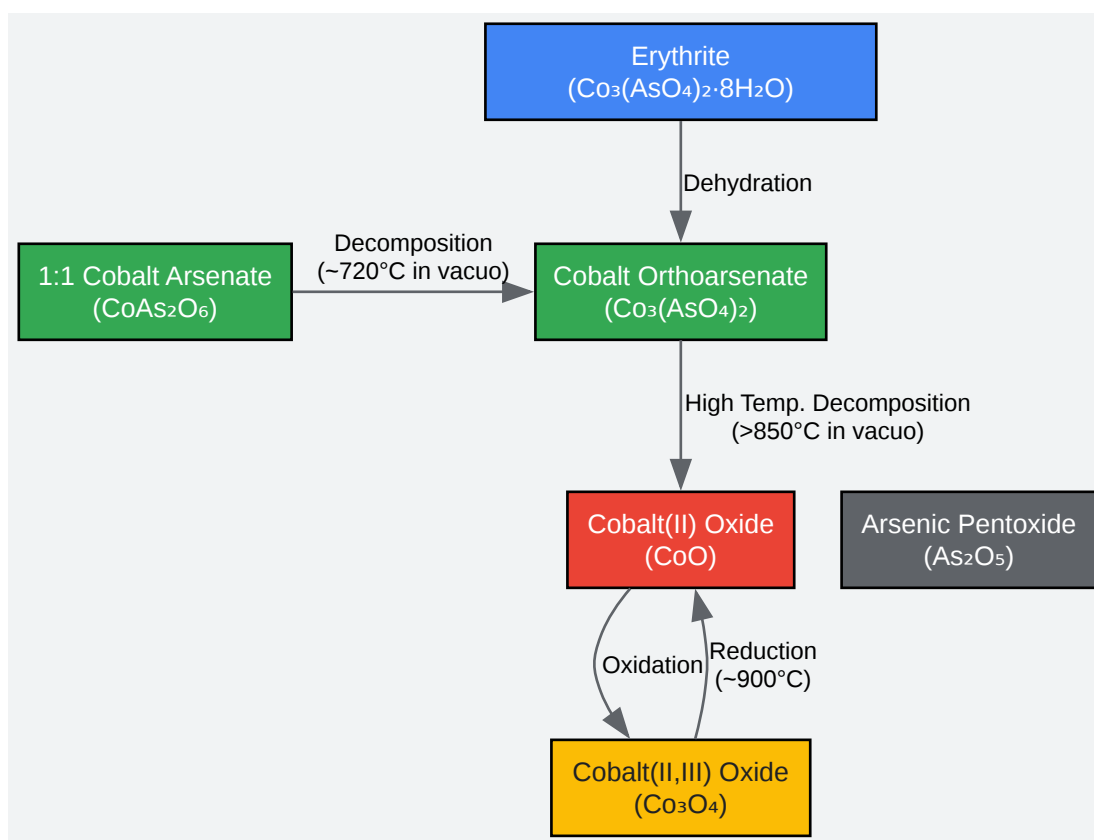 Erythrite
(Co₃(AsO₄)₂·8H₂O)
Dehydration
Decomposition
(~720°C in vacuo)
1:1 Cobalt Arsenate
(CoAs₂O₆)
Cobalt Orthoarsenate
(Co₃(AsO₄)₂)
High Temp. Decomposition
(>850°C in vacuo)
Cobalt(II) Oxide
(CoO)
Arsenic Pentoxide
(As₂O₅)
Oxidation
Reduction
(~900°C)
Cobalt(II,III) Oxide
(Co₃O₄)